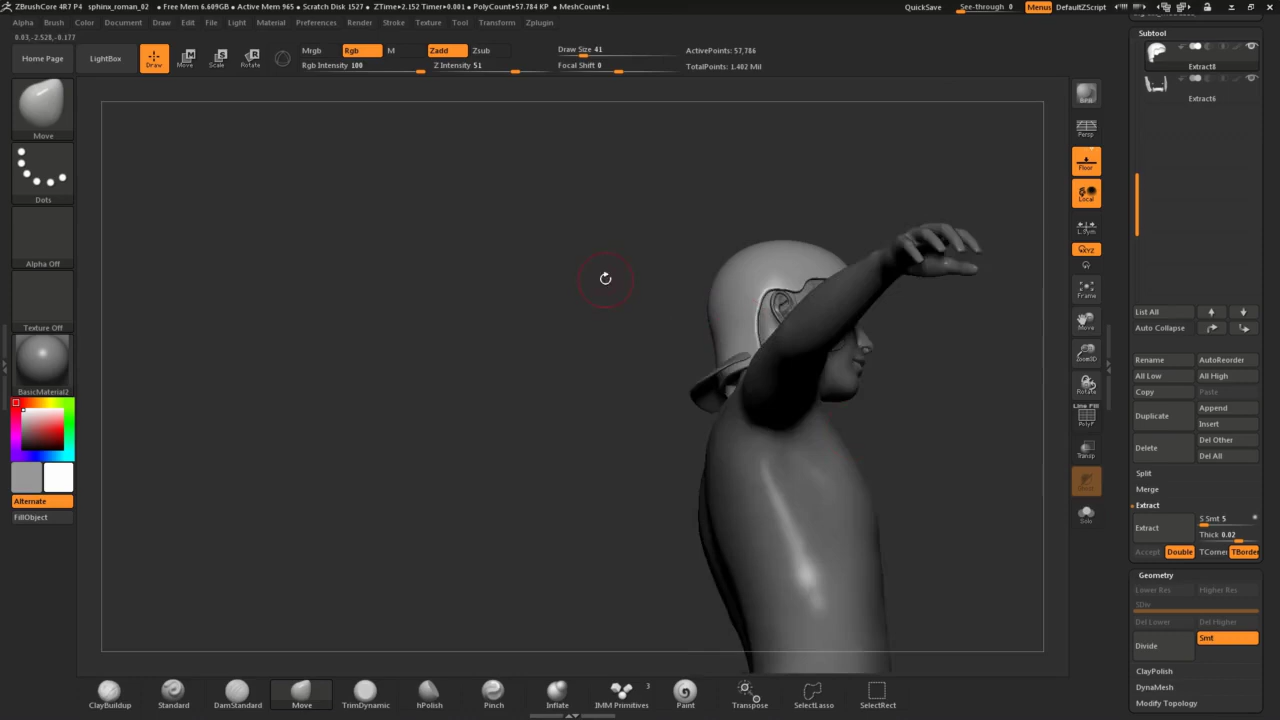 ZBrushCore 4R7 P4 sphinx_roman_02 • Free Mem 6.609GB • Active Mem 965 • Scratch Disk 1527 • ZTime▸2.152 Timer▸0.001 • PolyCount▸57.784 KP • MeshCount▸1 QuickSave See-through 0 Menus DefaultZScript
Alpha Brush Color Document Draw Edit File Light Material Preferences Render Stroke Texture Tool Transform Zplugin
0.03,-2.528,-0.177
Home Page
LightBox
Draw
Move
Scale
Rotate
Mrgb Rgb M Zadd Zsub
Rgb Intensity 100 Z Intensity 51
Draw Size 41
Focal Shift 0
ActivePoints: 57,786
TotalPoints: 1.402 Mil
Move
Dots
Alpha Off
Texture Off
BasicMaterial2
Alternate
FillObject
BPR
Persp
Floor
Local
L.Sym
XYZ
Frame
Move
Zoom3D
Rotate
Line Fill
PolyF
Transp
Solo
Subtool
Extract8
Extract6
List All
Auto Collapse
Rename AutoReorder
All Low All High
Copy Paste
Duplicate Append
Insert
Delete Del Other
Del All
Split
Merge
Extract
Extract S Smt 5
Thick 0.02
Accept Double TCorne TBorde
Geometry
Lower Res Higher Res
SDiv
Del Lower Del Higher
Divide Smt
ClayPolish
DynaMesh
Modify Topology
3
ClayBuildup Standard DamStandard Move TrimDynamic hPolish Pinch Inflate IMM Primitives Paint Transpose SelectLasso SelectRect